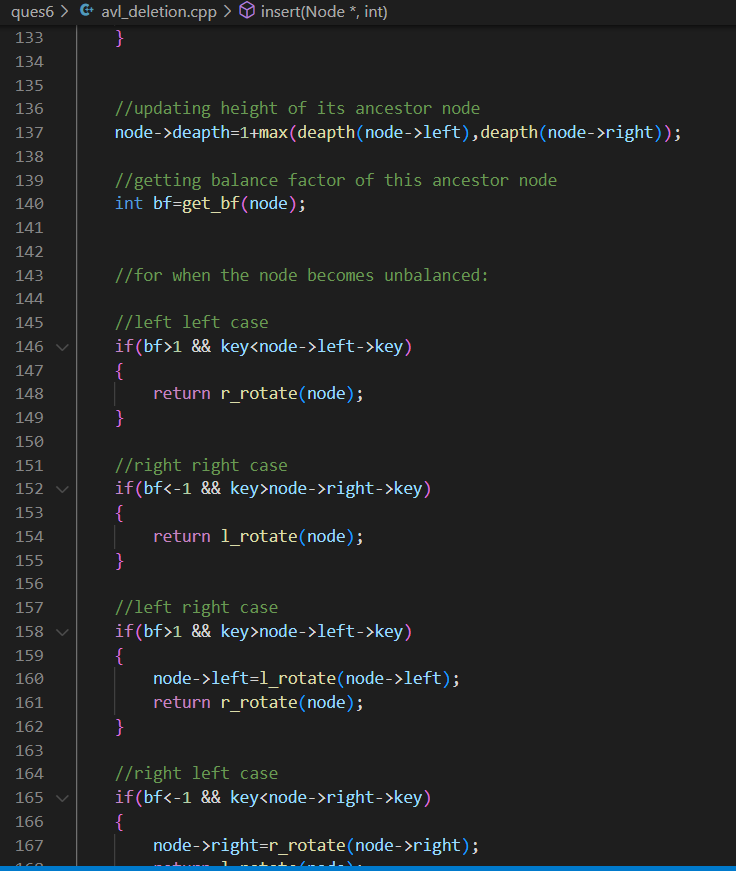 ques6 > avl_deletion.cpp > insert(Node *, int)
133 }
134
135
136 //updating height of its ancestor node
137 node->deapth=1+max(deapth(node->left),deapth(node->right));
138
139 //getting balance factor of this ancestor node
140 int bf=get_bf(node);
141
142
143 //for when the node becomes unbalanced:
144
145 //left left case
146 if(bf>1 && key<node->left->key)
147 {
148 return r_rotate(node);
149 }
150
151 //right right case
152 if(bf<-1 && key>node->right->key)
153 {
154 return l_rotate(node);
155 }
156
157 //left right case
158 if(bf>1 && key>node->left->key)
159 {
160 node->left=l_rotate(node->left);
161 return r_rotate(node);
162 }
163
164 //right left case
165 if(bf<-1 && key<node->right->key)
166 {
167 node->right=r_rotate(node->right);